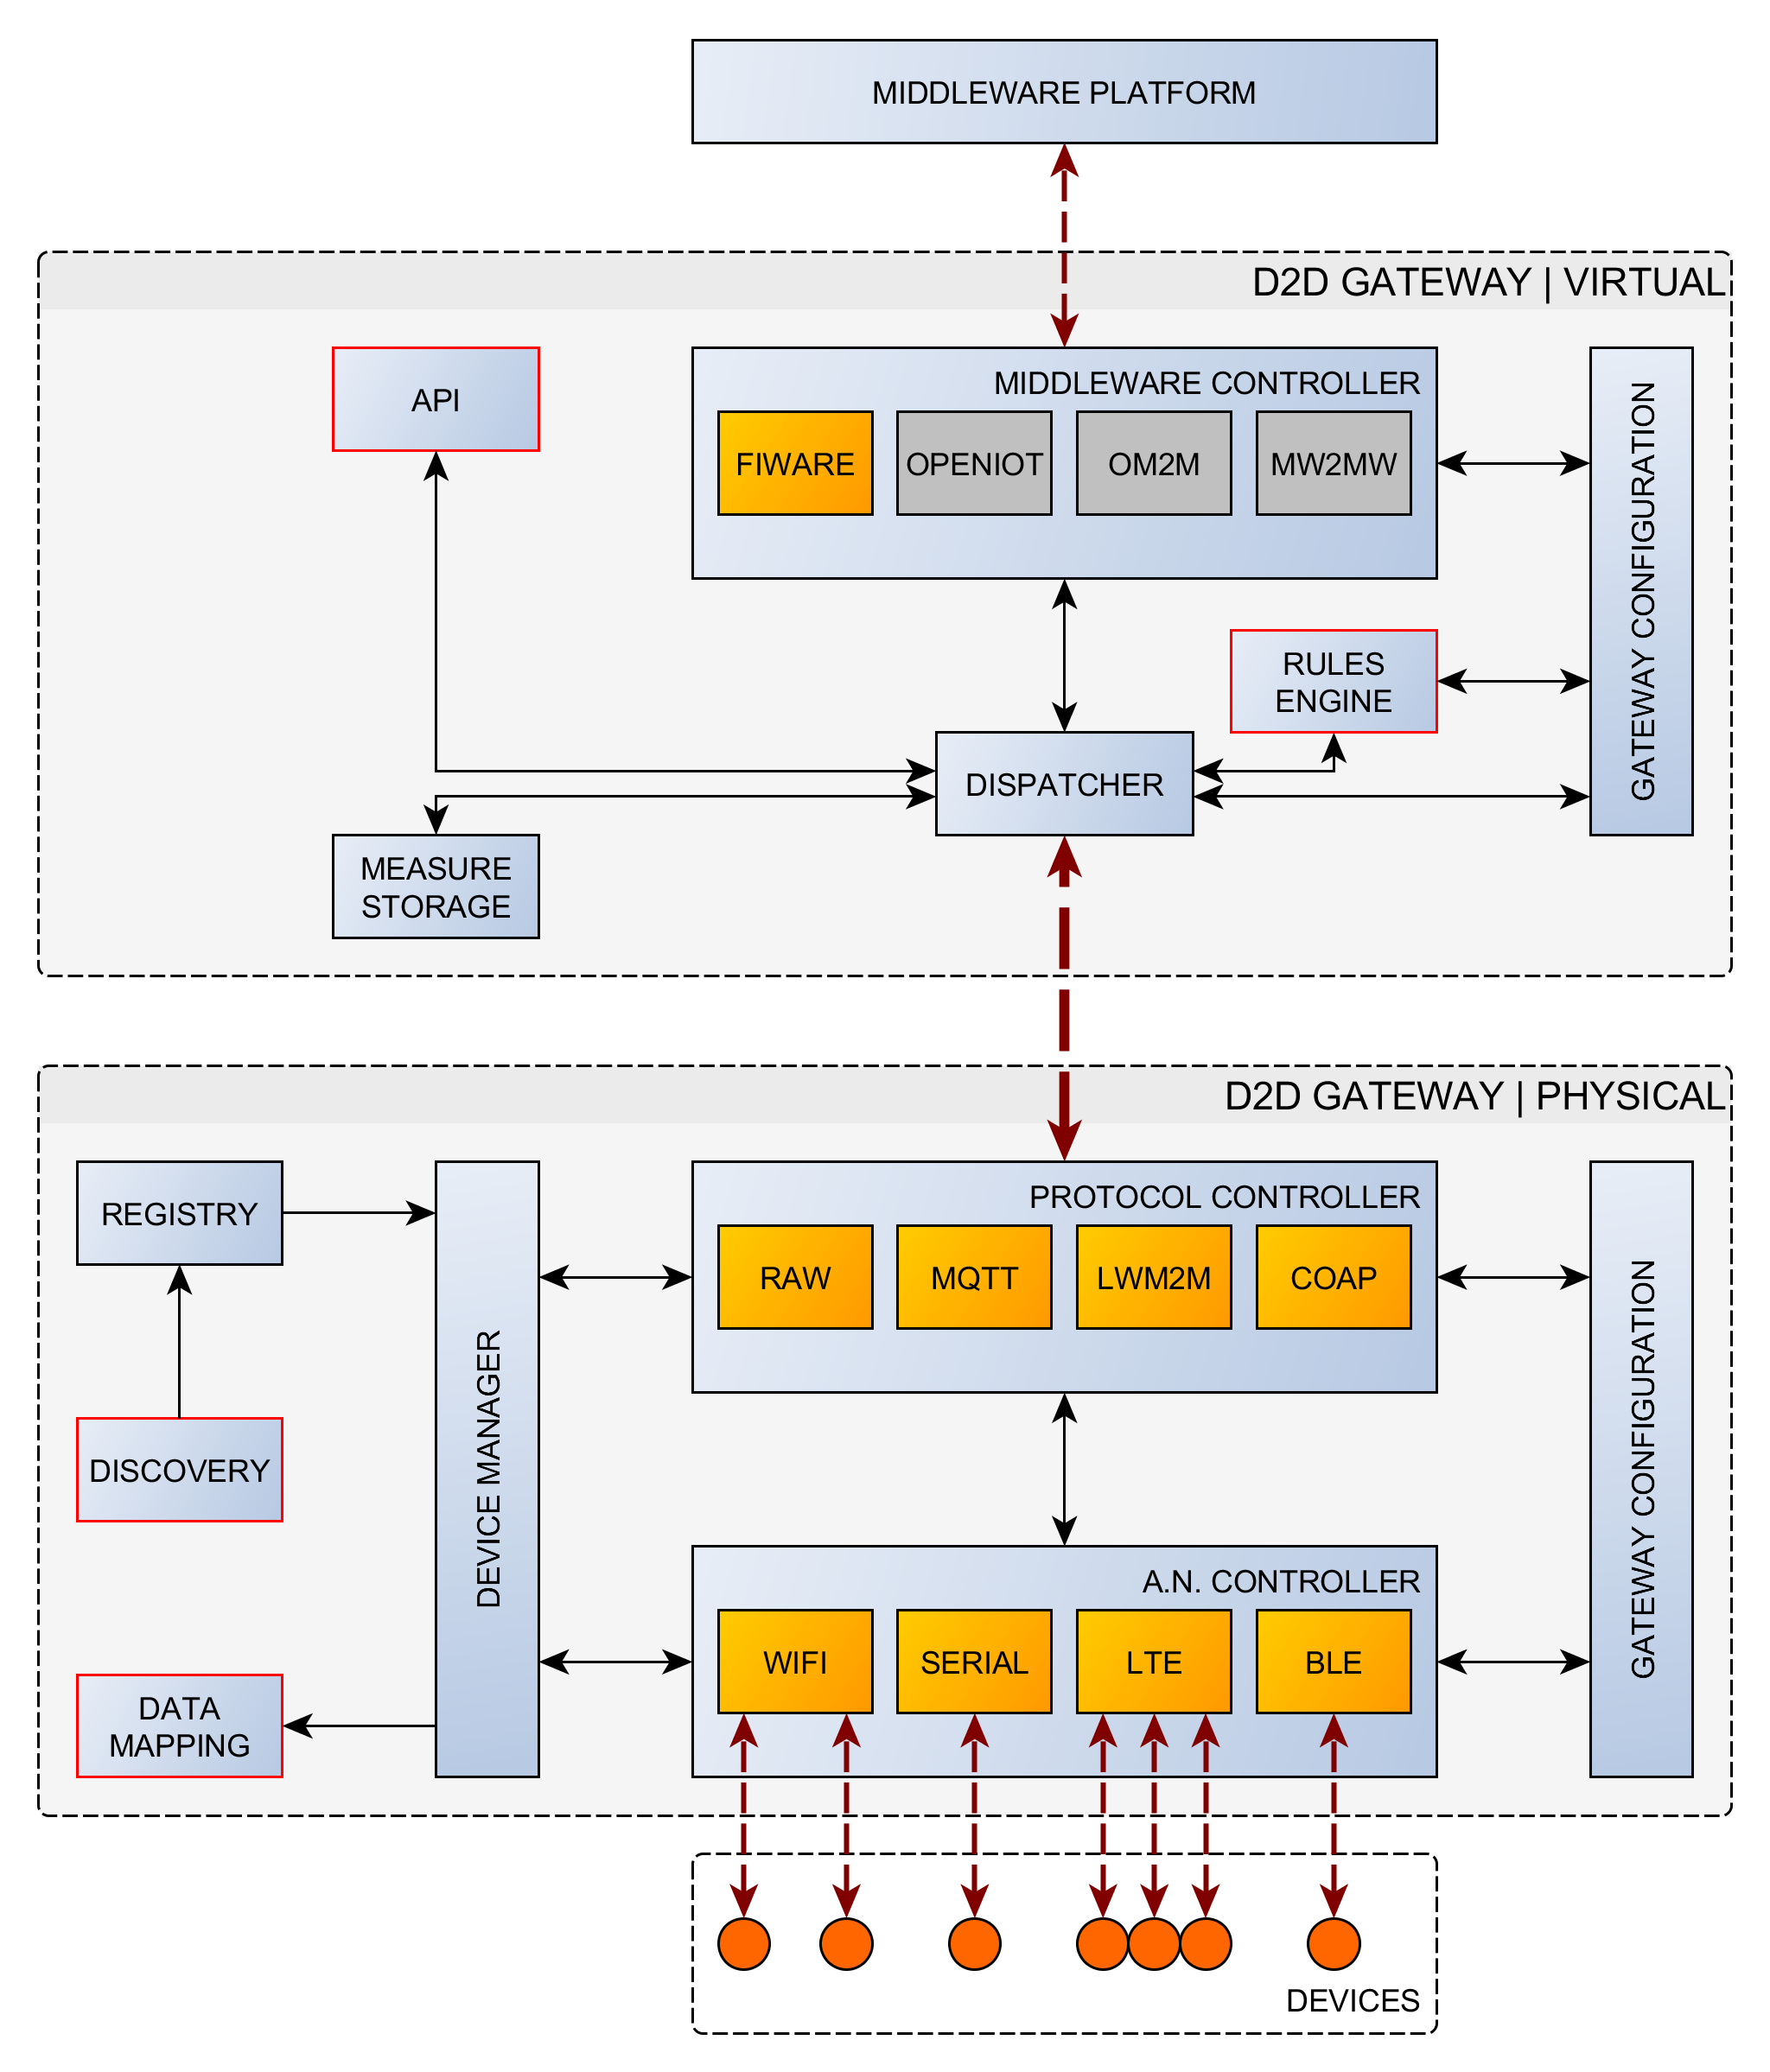 MIDDLEWARE PLATFORM
D2D GATEWAY | VIRTUAL
API
MIDDLEWARE CONTROLLER
FIWARE
OPENIOT
OM2M
MW2MW
GATEWAY CONFIGURATION
RULES
ENGINE
DISPATCHER
MEASURE
STORAGE
D2D GATEWAY | PHYSICAL
REGISTRY
DISCOVERY
DATA
MAPPING
DEVICE MANAGER
PROTOCOL CONTROLLER
RAW
MQTT
LWM2M
COAP
A.N. CONTROLLER
WIFI
SERIAL
LTE
BLE
GATEWAY CONFIGURATION
DEVICES